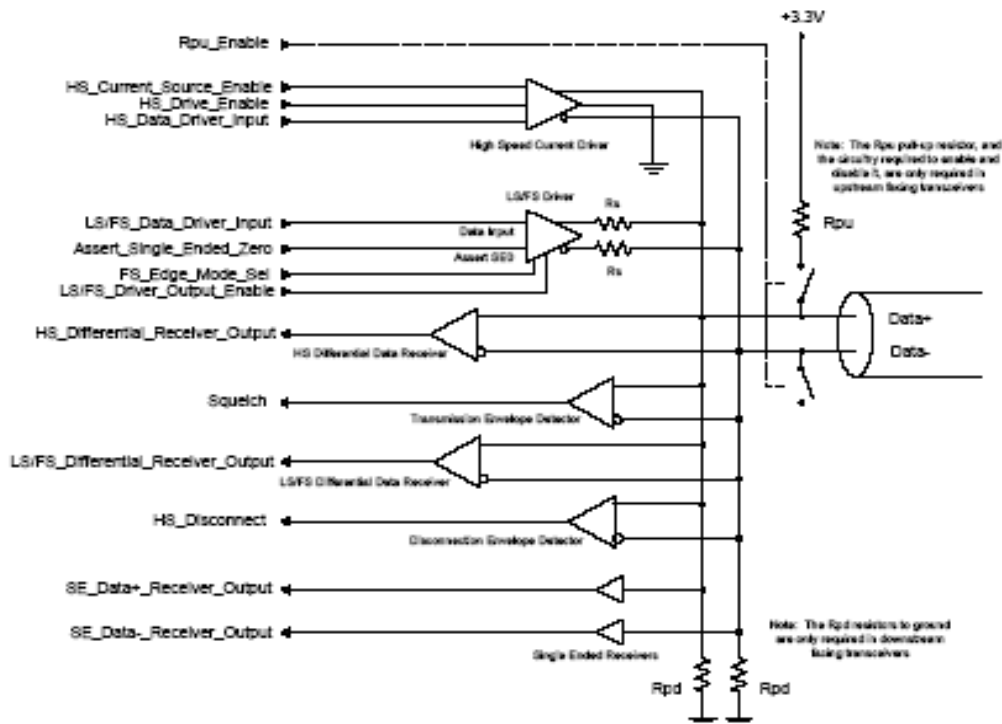 +3.3V
Rpu_Enable
HS_Current_Source_Enable
HS_Drive_Enable
HS_Data_Driver_Input
High Speed Current Driver
Note: The Rpu pull-up resistor, and
the circuitry required to enable and
disable it, are only required in
upstream facing transceivers
LS/FS Driver
Rs
LS/FS_Data_Driver_Input
Data Input
Rpu
Assert_Single_Ended_Zero
Assert SE0
Rs
FS_Edge_Mode_Sel
LS/FS_Driver_Output_Enable
HS_Differential_Receiver_Output
Data+
HS Differential Data Receiver
Data-
Squelch
Transmission Envelope Detector
LS/FS_Differential_Receiver_Output
LS/FS Differential Data Receiver
HS_Disconnect
Disconnection Envelope Detector
SE_Data+_Receiver_Output
SE_Data-_Receiver_Output
Single Ended Receivers
Note: The Rpd resistors to ground
are only required in downstream
facing transceivers
Rpd
Rpd